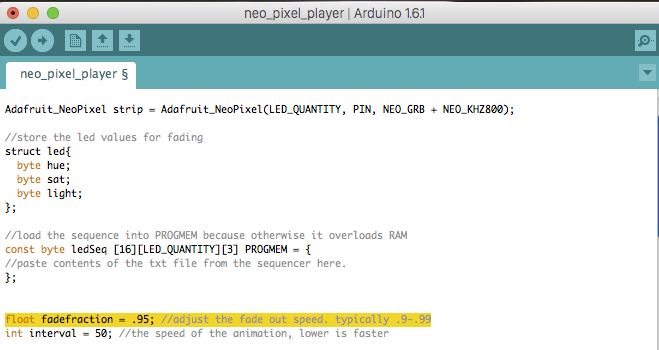 neo_pixel_player | Arduino 1.6.1
neo_pixel_player §
Adafruit_NeoPixel strip = Adafruit_NeoPixel(LED_QUANTITY, PIN, NEO_GRB + NEO_KHZ800);
//store the led values for fading
struct led{
byte hue;
byte sat;
byte light;
};
//load the sequence into PROGMEM because otherwise it overloads RAM
const byte ledSeq [16][LED_QUANTITY][3] PROGMEM = {
//paste contents of the txt file from the sequencer here.
};
float fadefraction = .95; //adjust the fade out speed. typically .9-.99
int interval = 50; //the speed of the animation, lower is faster